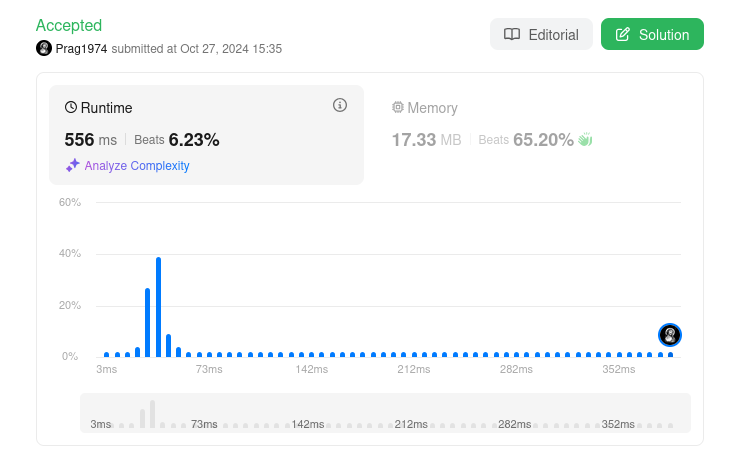 Accepted
Prag1974 submitted at Oct 27, 2024 15:35
Editorial
Solution
Runtime
556 ms Beats 6.23%
Analyze Complexity
Memory
17.33 MB Beats 65.20%
60%
40%
20%
0%
3ms 73ms 142ms 212ms 282ms 352ms
3ms 73ms 142ms 212ms 282ms 352ms